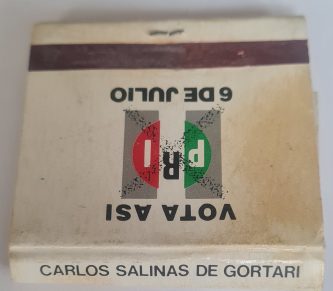 VOTA ASI
PRI
6 DE JULIO
CARLOS SALINAS DE GORTARI